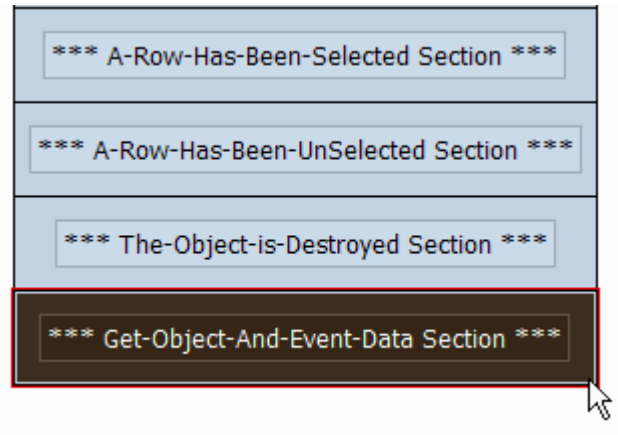 *** A-Row-Has-Been-Selected Section ***
*** A-Row-Has-Been-UnSelected Section ***
*** The-Object-is-Destroyed Section ***
*** Get-Object-And-Event-Data Section ***